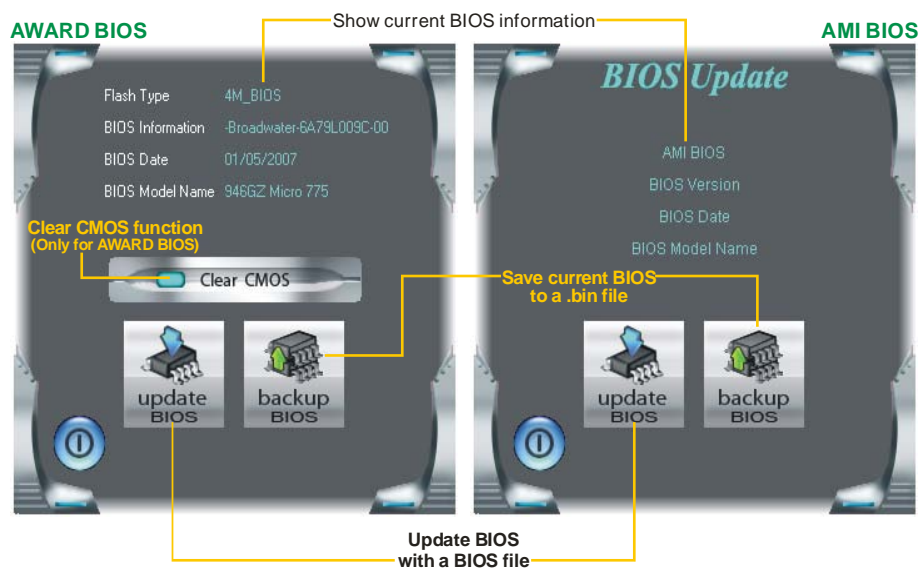 Show current BIOS information
AWARD BIOS
AMI BIOS
Flash Type 4M_BIOS
BIOS Information -Broadwater-6A79L009C-00
BIOS Date 01/05/2007
BIOS Model Name 946GZ Micro 775
Clear CMOS function
(Only for AWARD BIOS)
Clear CMOS
update
BIOS
backup
BIOS
BIOS Update
AMI BIOS
BIOS Version
BIOS Date
BIOS Model Name
Save current BIOS
to a .bin file
update
BIOS
backup
BIOS
Update BIOS
with a BIOS file